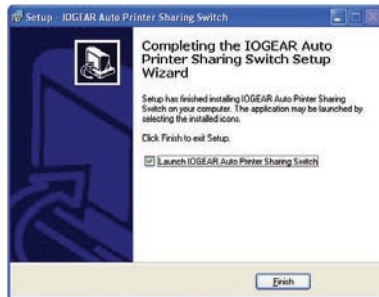 Setup - IOGEAR Auto Printer Sharing Switch
Completing the IOGEAR Auto
Printer Sharing Switch Setup
Wizard
Setup has finished installing IOGEAR Auto Printer Sharing
Switch on your computer. The application may be launched by
selecting the installed icons.
Click Finish to exit Setup.
Launch IOGEAR Auto Printer Sharing Switch
Finish